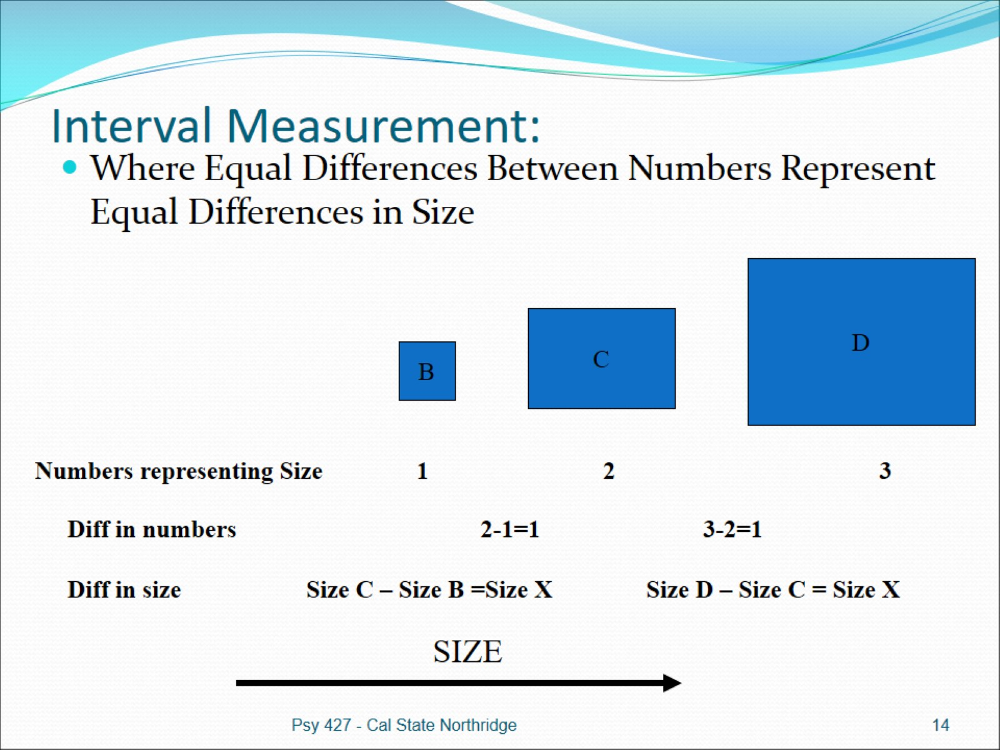 Interval Measurement:
• Where Equal Differences Between Numbers Represent
Equal Differences in Size
B
C
D
Numbers representing Size 1 2 3
Diff in numbers 2-1=1 3-2=1
Diff in size Size C – Size B =Size X Size D – Size C = Size X
SIZE
Psy 427 - Cal State Northridge 14